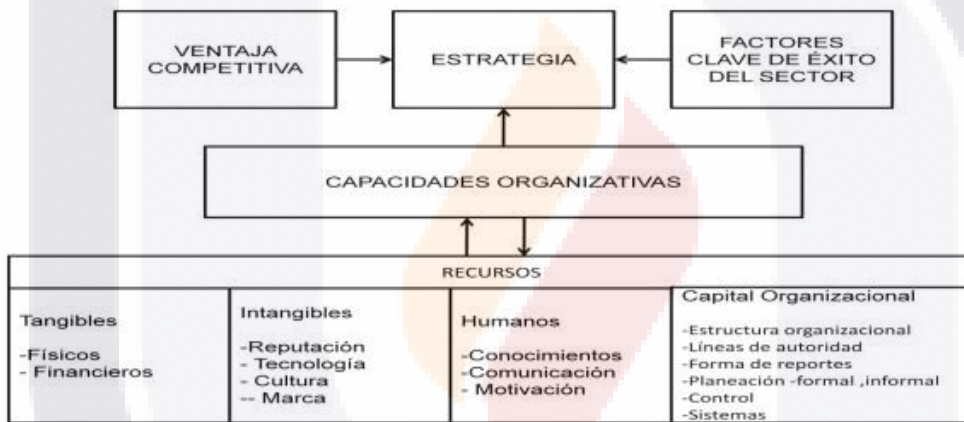 VENTAJA
COMPETITIVA
ESTRATEGIA
FACTORES
CLAVE DE ÉXITO
DEL SECTOR
CAPACIDADES ORGANIZATIVAS
RECURSOS
Tangibles
-Físicos
- Financieros
Intangibles
-Reputación
- Tecnología
- Cultura
-- Marca
Humanos
-Conocimientos
-Comunicación
- Motivación
Capital Organizacional
-Estructura organizacional
-Líneas de autoridad
-Forma de reportes
-Planeación -formal ,informal
-Control
-Sistemas